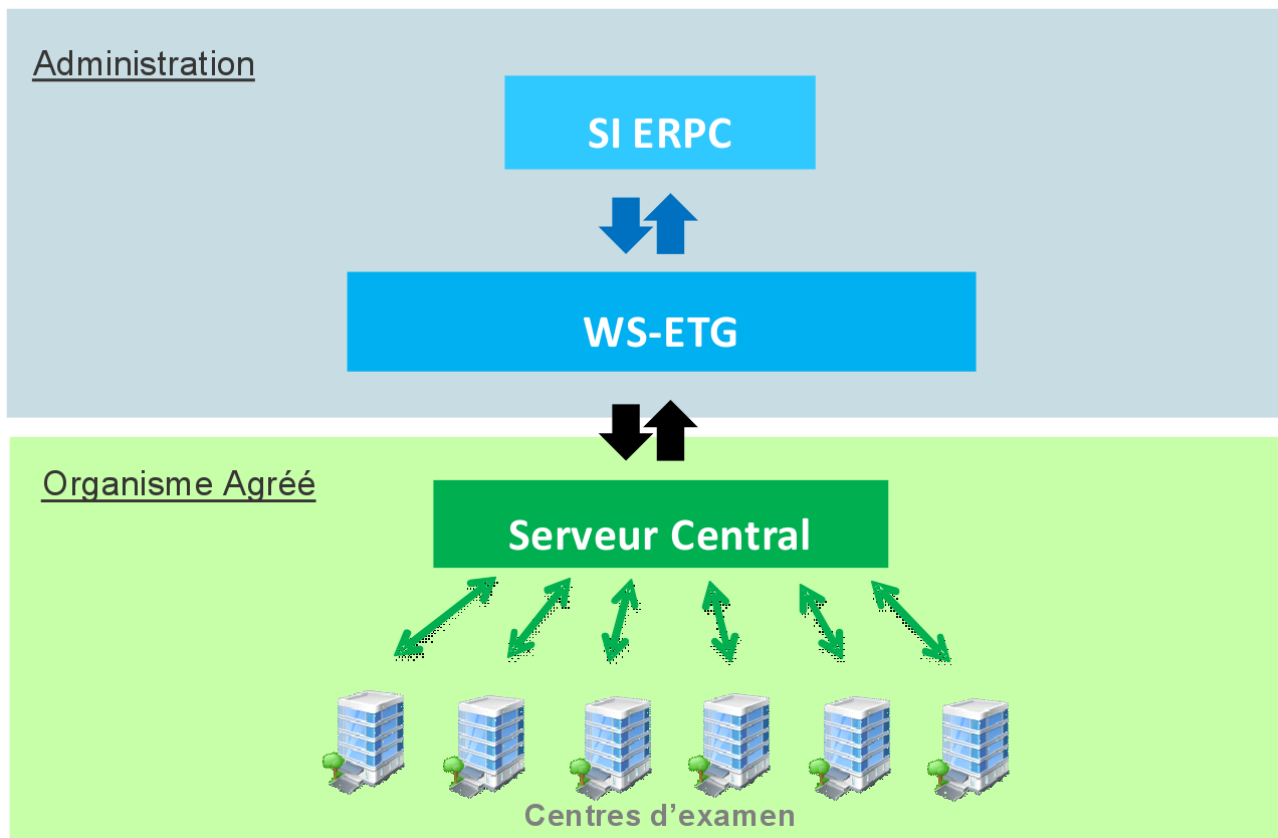 Administration
SI ERPC
WS-ETG
Organisme Agréé
Serveur Central
Centres d'examen